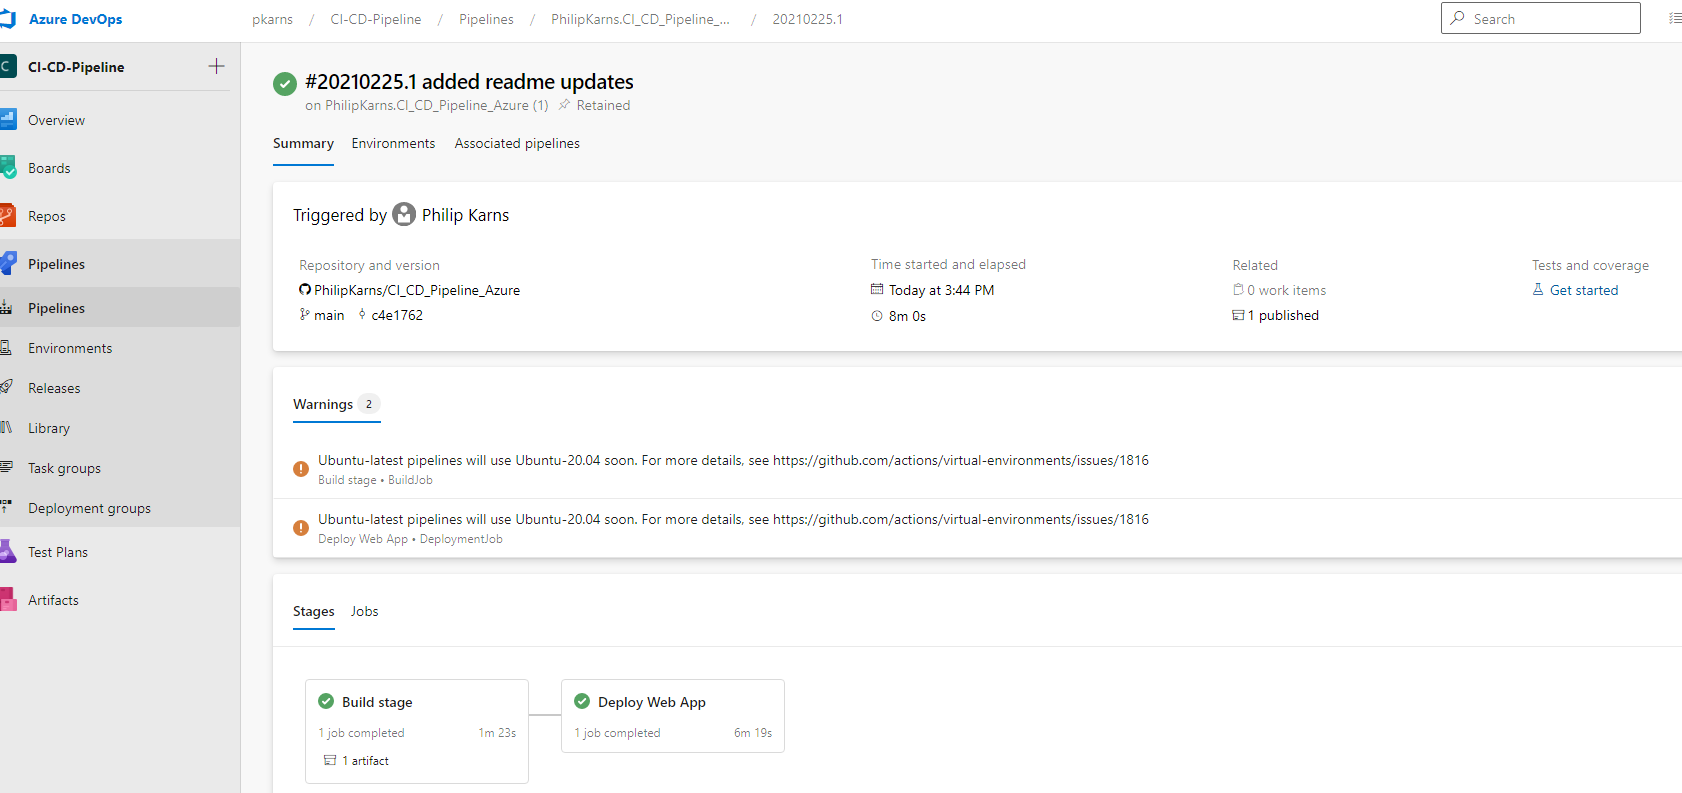 Azure DevOps
pkarns / CI-CD-Pipeline / Pipelines / PhilipKarns.CI_CD_Pipeline_... / 20210225.1
Search
C CI-CD-Pipeline
Overview
Boards
Repos
Pipelines
Pipelines
Environments
Releases
Library
Task groups
Deployment groups
Test Plans
Artifacts
#20210225.1 added readme updates
on PhilipKarns.CI_CD_Pipeline_Azure (1) Retained
Summary Environments Associated pipelines
Triggered by Philip Karns
Repository and version
PhilipKarns/CI_CD_Pipeline_Azure
main c4e1762
Time started and elapsed
Today at 3:44 PM
8m 0s
Related
0 work items
1 published
Tests and coverage
Get started
Warnings 2
Ubuntu-latest pipelines will use Ubuntu-20.04 soon. For more details, see https://github.com/actions/virtual-environments/issues/1816
Build stage • BuildJob
Ubuntu-latest pipelines will use Ubuntu-20.04 soon. For more details, see https://github.com/actions/virtual-environments/issues/1816
Deploy Web App • DeploymentJob
Stages Jobs
Build stage
1 job completed 1m 23s
1 artifact
Deploy Web App
1 job completed 6m 19s